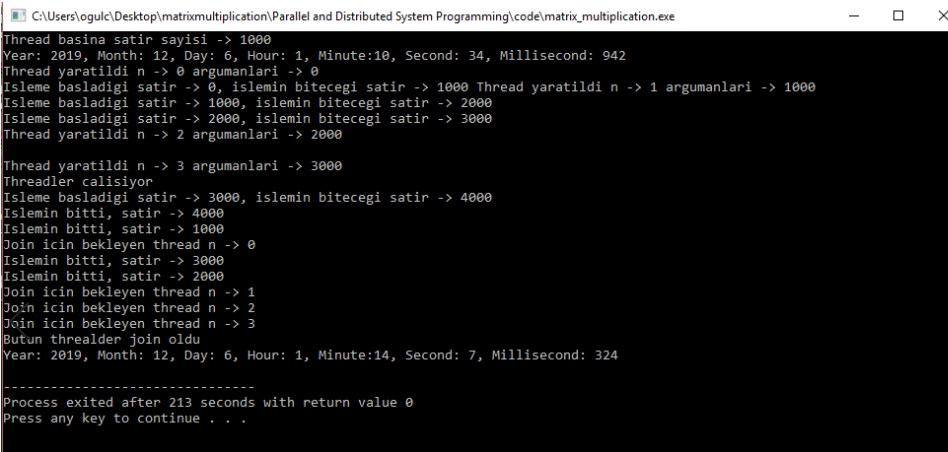 C:\Users\ogulc\Desktop\matrixmultiplication\Parallel and Distributed System Programming\code\matrix_multiplication.exe
Thread basina satir sayisi -> 1000
Year: 2019, Month: 12, Day: 6, Hour: 1, Minute:10, Second: 34, Millisecond: 942
Thread yaratildi n -> 0 argumanlari -> 0
Isleme basladigi satir -> 0, islemin bitecegi satir -> 1000 Thread yaratildi n -> 1 argumanlari -> 1000
Isleme basladigi satir -> 1000, islemin bitecegi satir -> 2000
Isleme basladigi satir -> 2000, islemin bitecegi satir -> 3000
Thread yaratildi n -> 2 argumanlari -> 2000
Thread yaratildi n -> 3 argumanlari -> 3000
Threadler calisiyor
Isleme basladigi satir -> 3000, islemin bitecegi satir -> 4000
Islemin bitti, satir -> 4000
Islemin bitti, satir -> 1000
Join icin bekleyen thread n -> 0
Islemin bitti, satir -> 3000
Islemin bitti, satir -> 2000
Join icin bekleyen thread n -> 1
Join icin bekleyen thread n -> 2
Join icin bekleyen thread n -> 3
Butun threalder join oldu
Year: 2019, Month: 12, Day: 6, Hour: 1, Minute:14, Second: 7, Millisecond: 324
--------------------------------
Process exited after 213 seconds with return value 0
Press any key to continue . . .